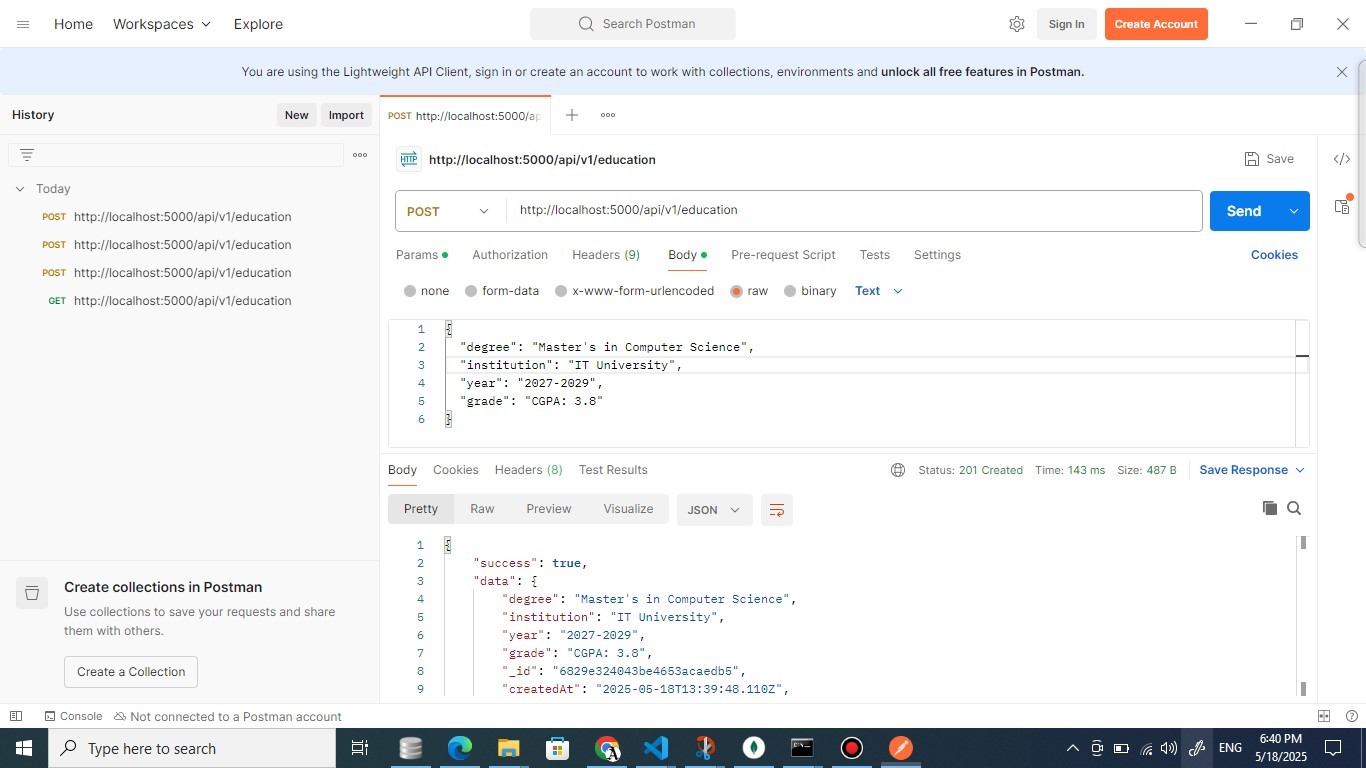 Home Workspaces Explore Search Postman Sign In Create Account
You are using the Lightweight API Client, sign in or create an account to work with collections, environments and unlock all free features in Postman.
History New Import
POST http://localhost:5000/ap
HTTP http://localhost:5000/api/v1/education Save
Today
POST http://localhost:5000/api/v1/education
POST http://localhost:5000/api/v1/education
POST http://localhost:5000/api/v1/education
GET http://localhost:5000/api/v1/education
POST http://localhost:5000/api/v1/education Send
Params Authorization Headers (9) Body Pre-request Script Tests Settings Cookies
none form-data x-www-form-urlencoded raw binary Text
1 {
2 "degree": "Master's in Computer Science",
3 "institution": "IT University",
4 "year": "2027-2029",
5 "grade": "CGPA: 3.8"
6 }
Body Cookies Headers (8) Test Results Status: 201 Created Time: 143 ms Size: 487 B Save Response
Pretty Raw Preview Visualize JSON
1 {
2 "success": true,
3 "data": {
4 "degree": "Master's in Computer Science",
5 "institution": "IT University",
6 "year": "2027-2029",
7 "grade": "CGPA: 3.8",
8 "_id": "6829e324043be4653acaedb5",
9 "createdAt": "2025-05-18T13:39:48.110Z",
Create collections in Postman
Use collections to save your requests and share
them with others.
Create a Collection
Console Not connected to a Postman account
Type here to search
ENG
6:40 PM
5/18/2025